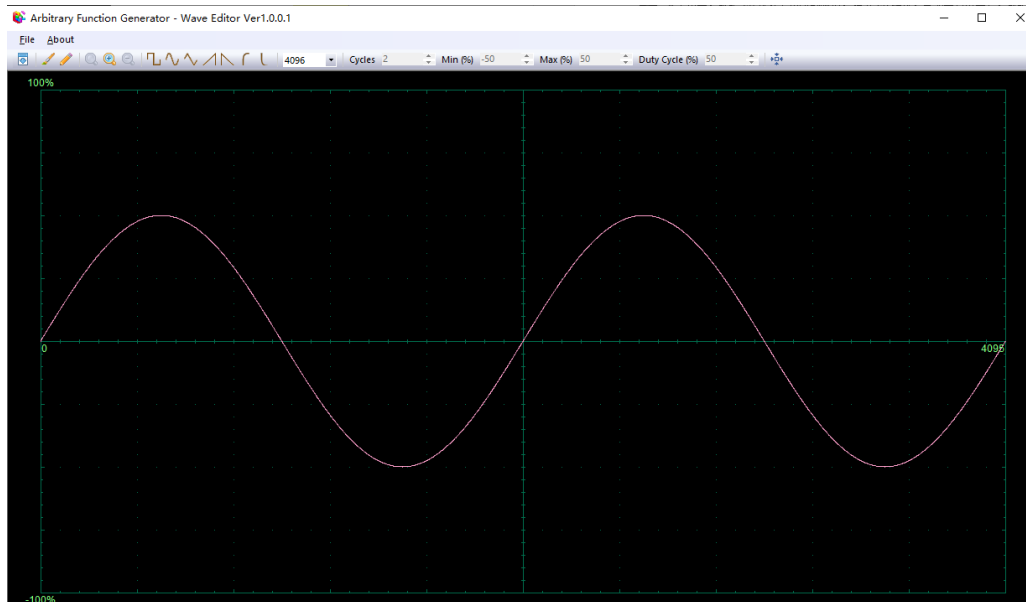 Arbitrary Function Generator - Wave Editor Ver1.0.0.1
File About
4096 Cycles 2 Min (%) -50 Max (%) 50 Duty Cycle (%) 50
100%
0 4095
-100%